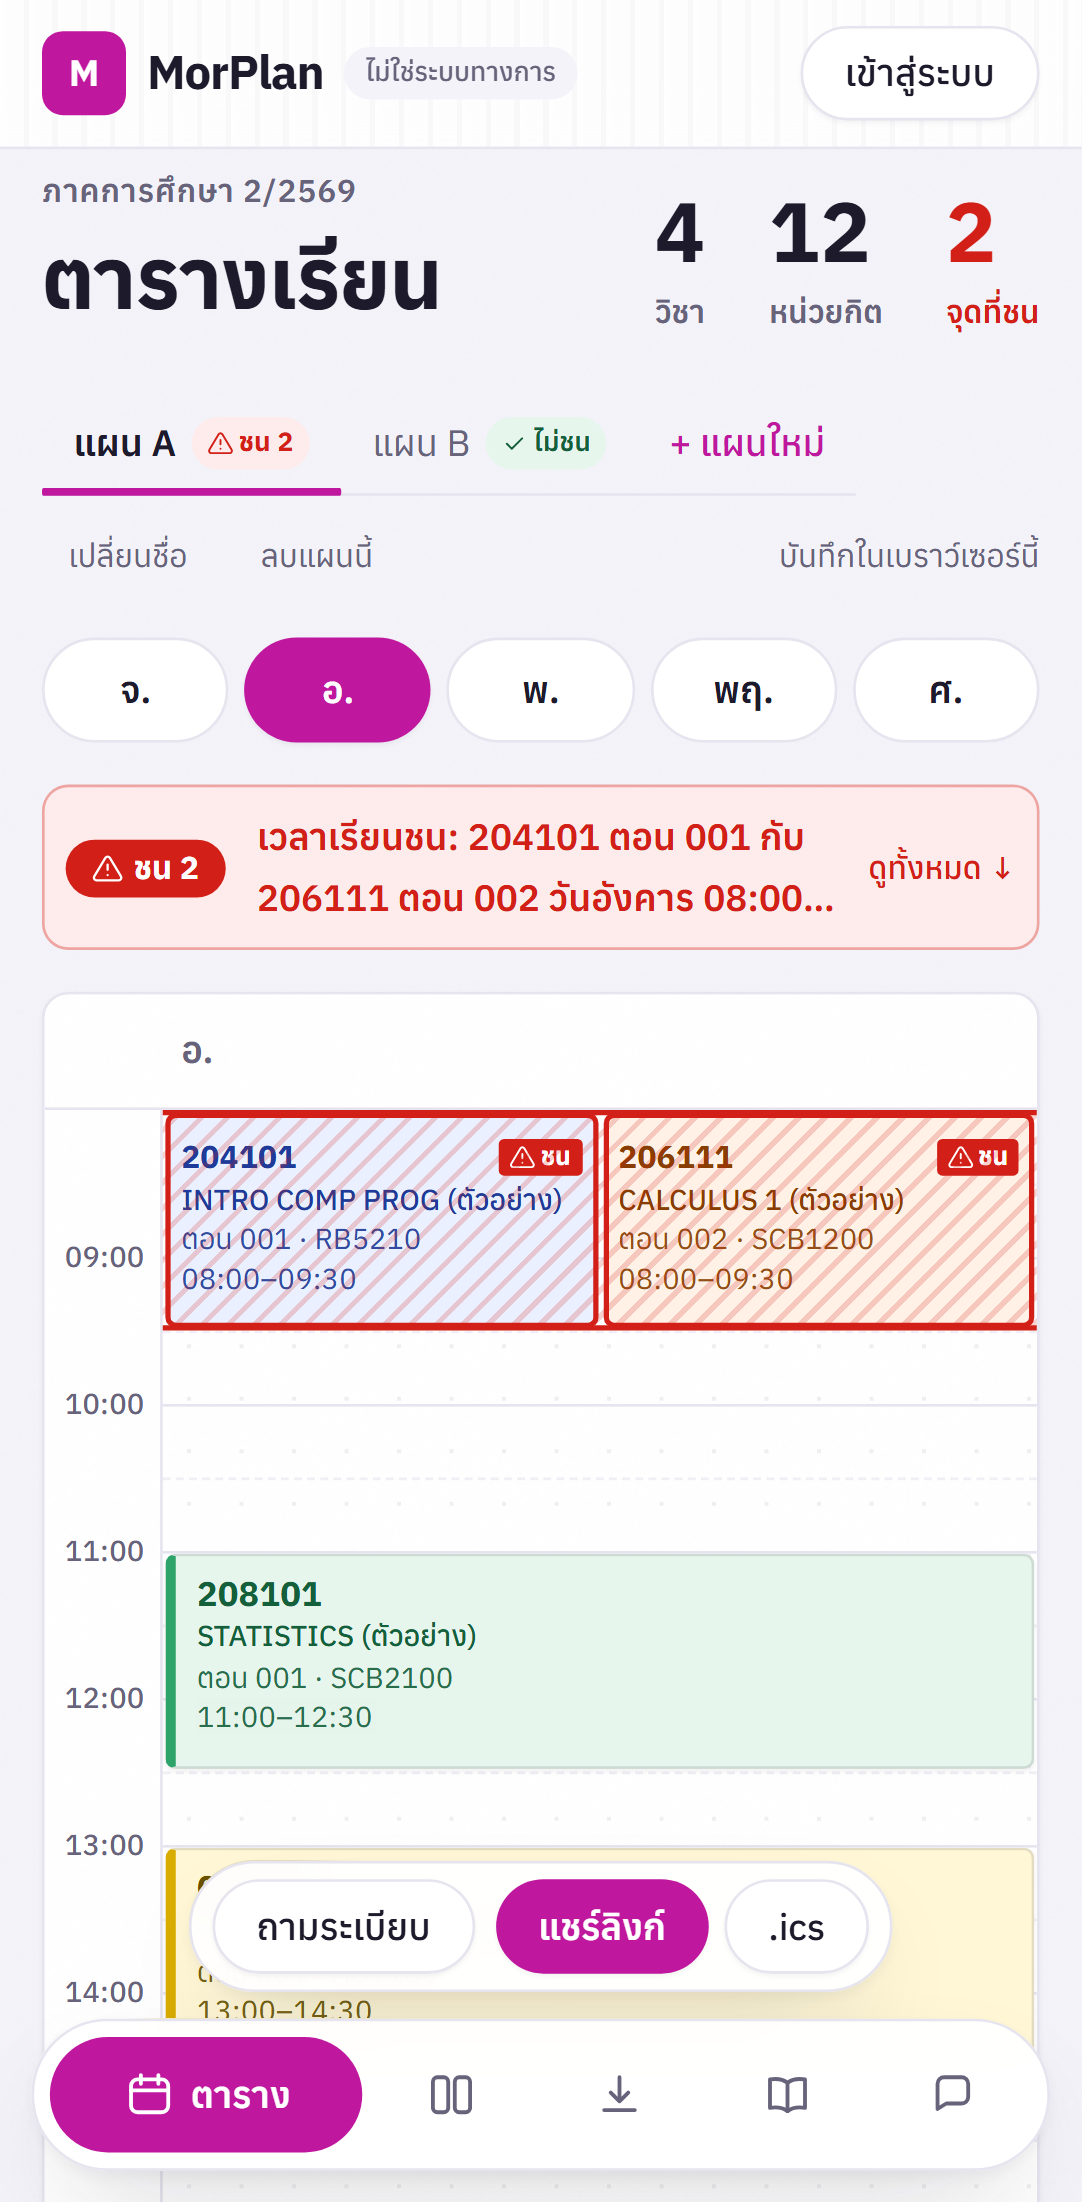 M
MorPlan
ไม่ใช่ระบบทางการ
เข้าสู่ระบบ
ภาคการศึกษา 2/2569
ตารางเรียน
4
วิชา
12
หน่วยกิต
2
จุดที่ชน
แผน A
ชน 2
แผน B
ไม่ชน
+ แผนใหม่
เปลี่ยนชื่อ
ลบแผนนี้
บันทึกในเบราว์เซอร์นี้
จ.
อ.
พ.
พฤ.
ศ.
ชน 2
เวลาเรียนชน: 204101 ตอน 001 กับ
206111 ตอน 002 วันอังคาร 08:00...
ดูทั้งหมด ↓
อ.
204101
ชน
INTRO COMP PROG (ตัวอย่าง)
ตอน 001 · RB5210
08:00–09:30
206111
ชน
CALCULUS 1 (ตัวอย่าง)
ตอน 002 · SCB1200
08:00–09:30
09:00
10:00
11:00
208101
STATISTICS (ตัวอย่าง)
ตอน 001 · SCB2100
11:00–12:30
12:00
13:00
ถามระเบียบ
แชร์ลิงก์
.ics
14:00
13:00–14:30
ตาราง